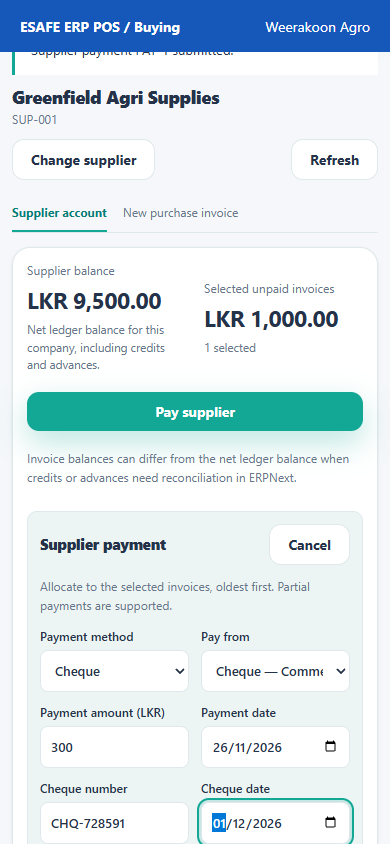 ESAFE ERP POS / Buying
Weerakoon Agro
Greenfield Agri Supplies
SUP-001
Change supplier
Refresh
Supplier account
New purchase invoice
Supplier balance
LKR 9,500.00
Net ledger balance for this
company, including credits
and advances.
Selected unpaid invoices
LKR 1,000.00
1 selected
Pay supplier
Invoice balances can differ from the net ledger balance when
credits or advances need reconciliation in ERPNext.
Supplier payment
Cancel
Allocate to the selected invoices, oldest first. Partial
payments are supported.
Payment method
Pay from
Cheque
Cheque — Comme
Payment amount (LKR)
Payment date
300
26/11/2026
Cheque number
Cheque date
CHQ-728591
01/12/2026